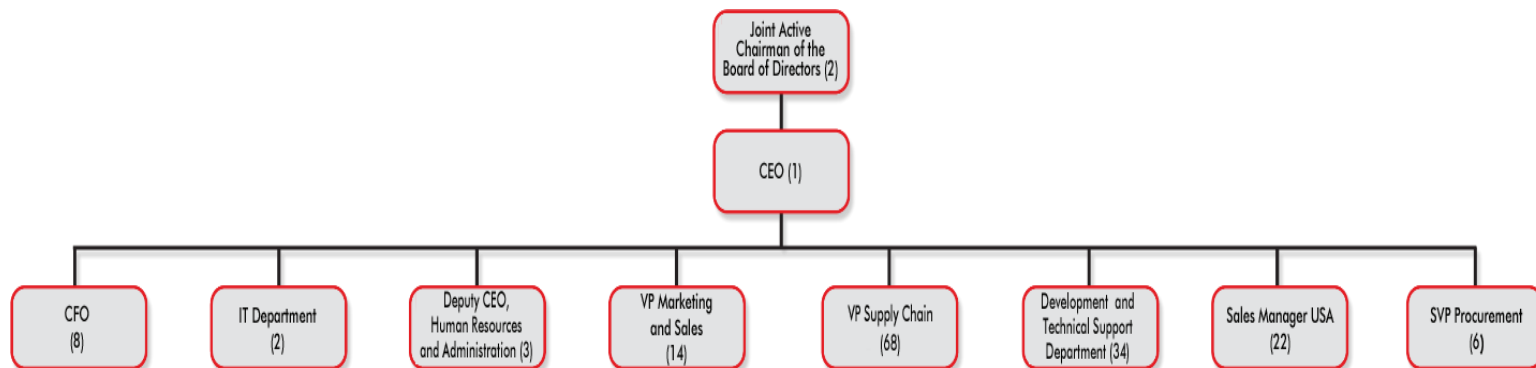 Joint Active
Chairman of the
Board of Directors (2)
CEO (1)
CFO
(8)
IT Department
(2)
Deputy CEO,
Human Resources
and Administration (3)
VP Marketing
and Sales
(14)
VP Supply Chain
(68)
Development and
Technical Support
Department (34)
Sales Manager USA
(22)
SVP Procurement
(6)